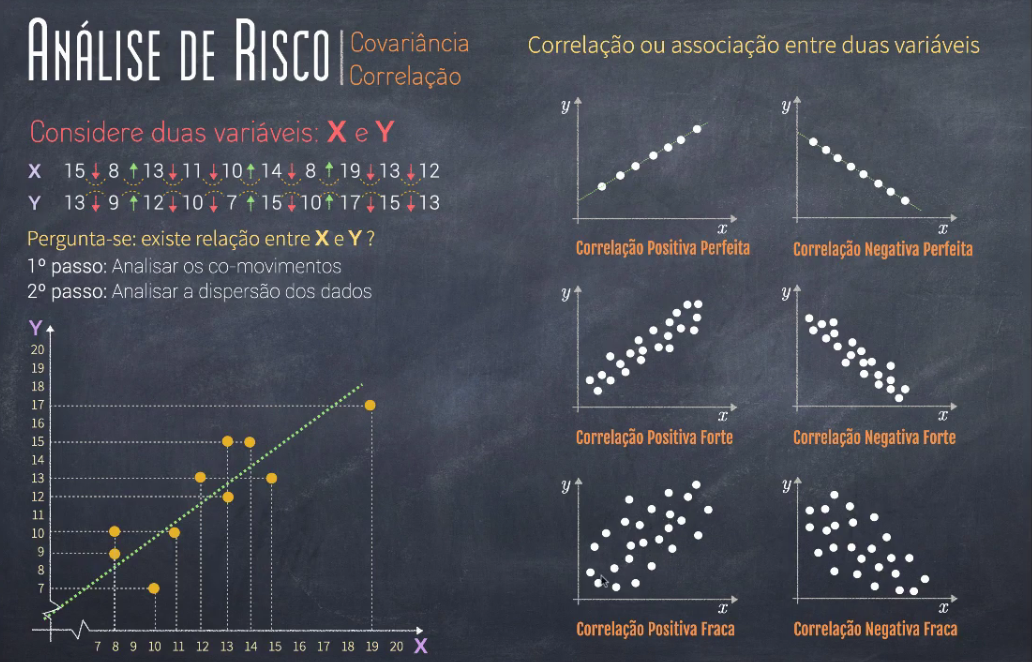 ANÁLISE DE RISCO
Covariância
Correlação
Considere duas variáveis: X e Y
X 15 ↓ 8 ↑ 13 ↓ 11 ↓ 10 ↑ 14 ↓ 8 ↑ 19 ↓ 13 ↓ 12
Y 13 ↓ 9 ↑ 12 ↓ 10 ↓ 7 ↑ 15 ↓ 10 ↑ 17 ↓ 15 ↓ 13
Pergunta-se: existe relação entre X e Y ?
1º passo: Analisar os co-movimentos
2º passo: Analisar a dispersão dos dados
Y
20
19
18
17
16
15
14
13
12
11
10
9
8
7
7 8 9 10 11 12 13 14 15 16 17 18 19 20 X
Correlação ou associação entre duas variáveis
y
x
Correlação Positiva Perfeita
y
x
Correlação Negativa Perfeita
y
x
Correlação Positiva Forte
y
x
Correlação Negativa Forte
y
x
Correlação Positiva Fraca
y
x
Correlação Negativa Fraca